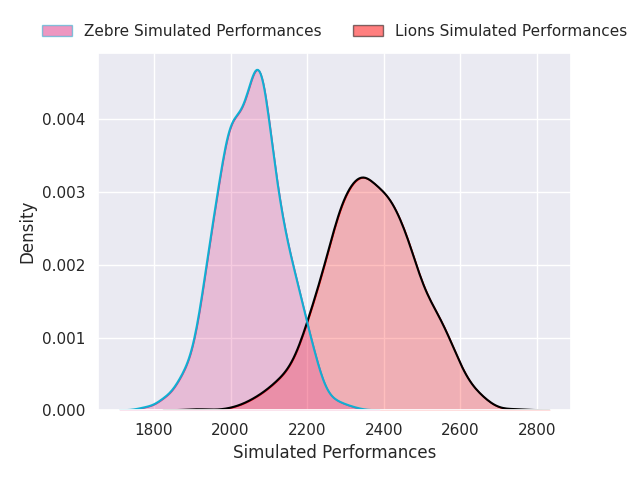 Zebre Simulated Performances Lions Simulated Performances
0.004
0.003
0.002
0.001
0.000
Density
1800 2000 2200 2400 2600 2800
Simulated Performances